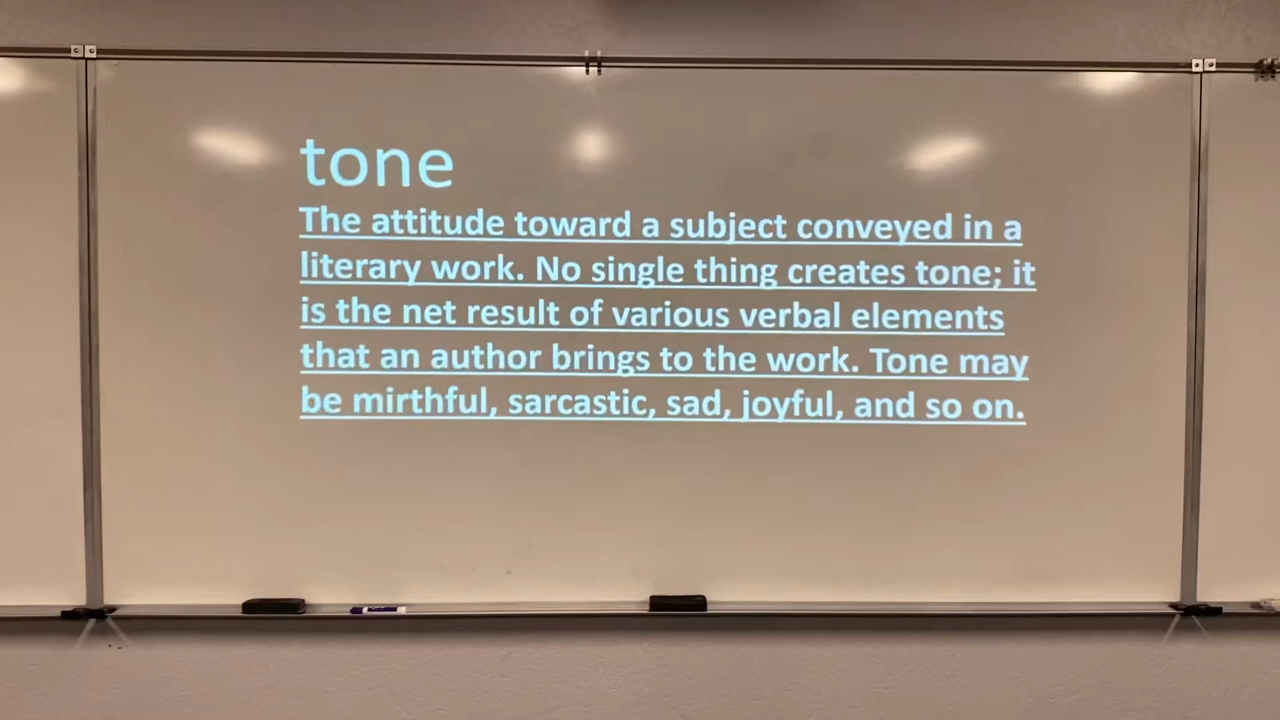 tone
The attitude toward a subject conveyed in a
literary work. No single thing creates tone; it
is the net result of various verbal elements
that an author brings to the work. Tone may
be mirthful, sarcastic, sad, joyful, and so on.